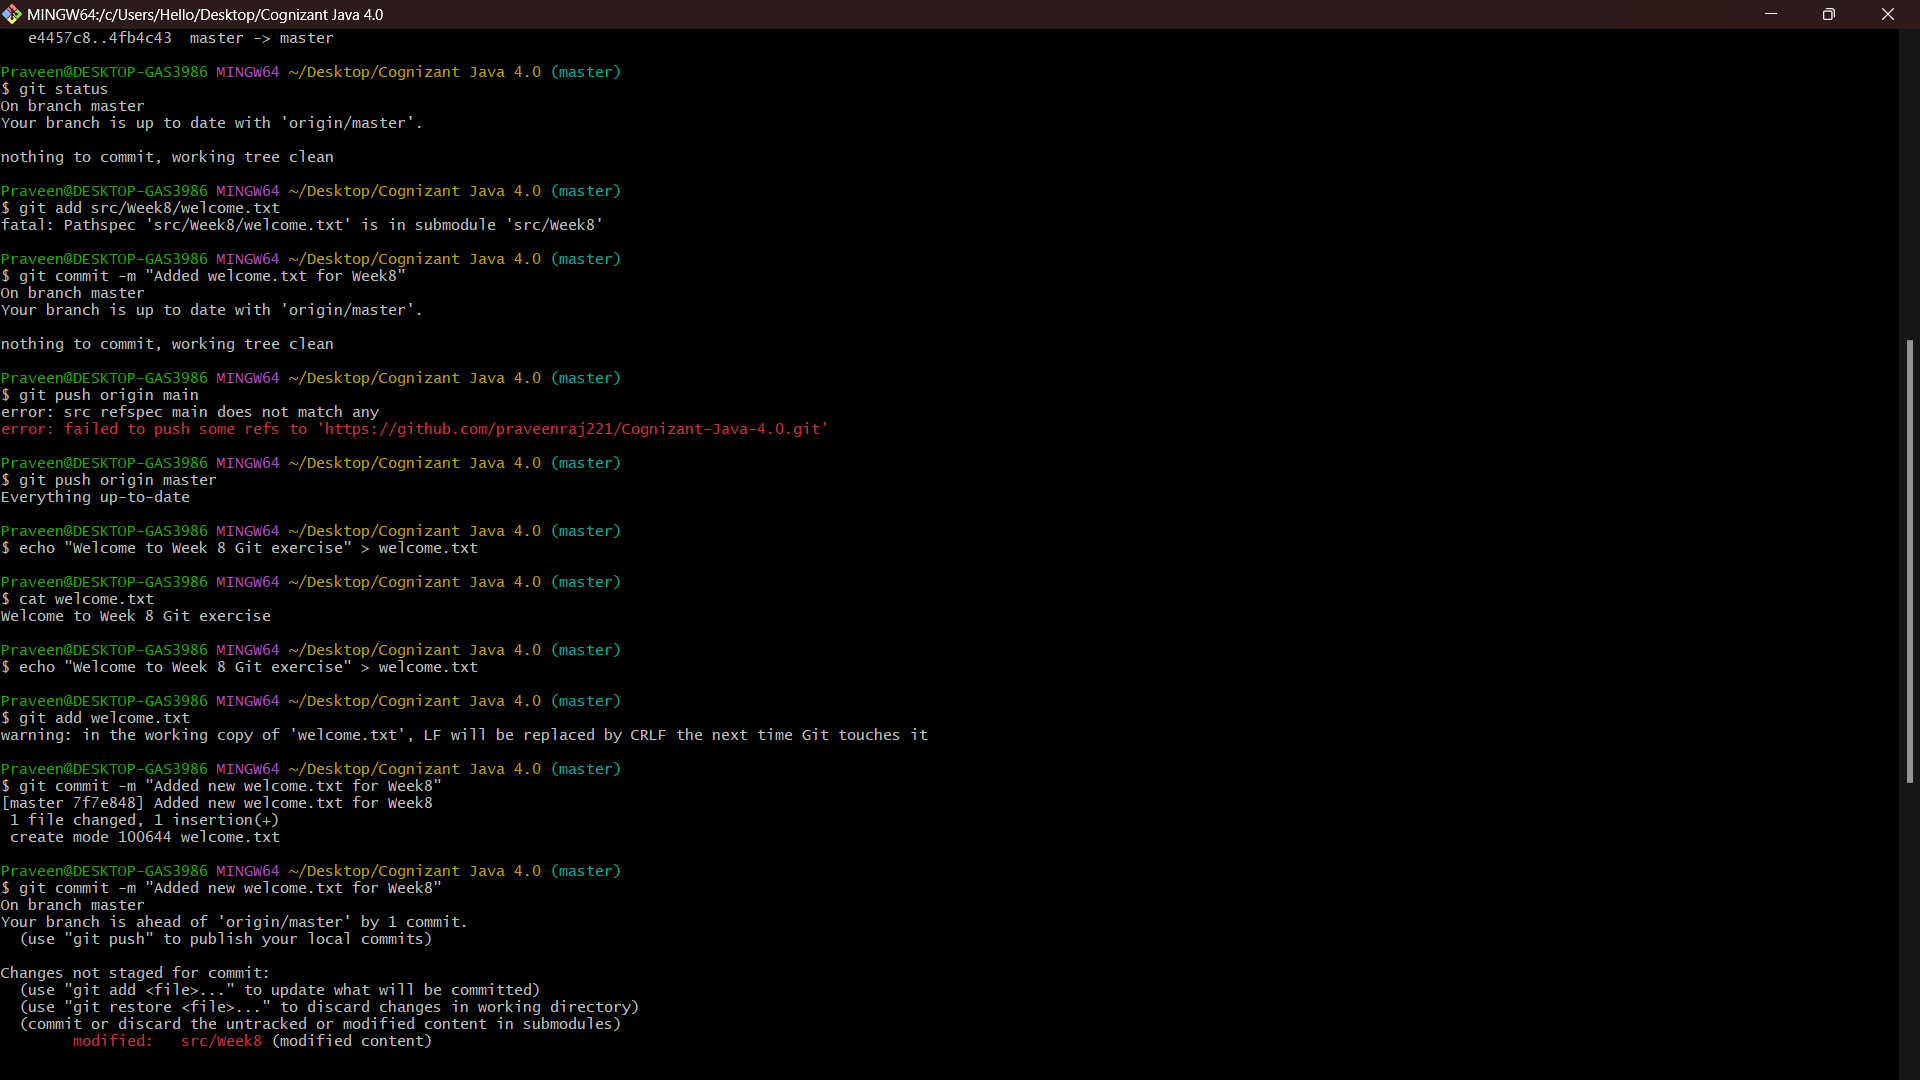 MINGW64:/c/Users/Hello/Desktop/Cognizant Java 4.0
e4457c8..4fb4c43  master -> master
Praveen@DESKTOP-GAS3986 MINGW64 ~/Desktop/Cognizant Java 4.0 (master)
$ git status
On branch master
Your branch is up to date with 'origin/master'.
nothing to commit, working tree clean
Praveen@DESKTOP-GAS3986 MINGW64 ~/Desktop/Cognizant Java 4.0 (master)
$ git add src/Week8/welcome.txt
fatal: Pathspec 'src/Week8/welcome.txt' is in submodule 'src/Week8'
Praveen@DESKTOP-GAS3986 MINGW64 ~/Desktop/Cognizant Java 4.0 (master)
$ git commit -m "Added welcome.txt for Week8"
On branch master
Your branch is up to date with 'origin/master'.
nothing to commit, working tree clean
Praveen@DESKTOP-GAS3986 MINGW64 ~/Desktop/Cognizant Java 4.0 (master)
$ git push origin main
error: src refspec main does not match any
error: failed to push some refs to 'https://github.com/praveenraj221/Cognizant-Java-4.0.git'
Praveen@DESKTOP-GAS3986 MINGW64 ~/Desktop/Cognizant Java 4.0 (master)
$ git push origin master
Everything up-to-date
Praveen@DESKTOP-GAS3986 MINGW64 ~/Desktop/Cognizant Java 4.0 (master)
$ echo "Welcome to Week 8 Git exercise" > welcome.txt
Praveen@DESKTOP-GAS3986 MINGW64 ~/Desktop/Cognizant Java 4.0 (master)
$ cat welcome.txt
Welcome to Week 8 Git exercise
Praveen@DESKTOP-GAS3986 MINGW64 ~/Desktop/Cognizant Java 4.0 (master)
$ echo "Welcome to Week 8 Git exercise" > welcome.txt
Praveen@DESKTOP-GAS3986 MINGW64 ~/Desktop/Cognizant Java 4.0 (master)
$ git add welcome.txt
warning: in the working copy of 'welcome.txt', LF will be replaced by CRLF the next time Git touches it
Praveen@DESKTOP-GAS3986 MINGW64 ~/Desktop/Cognizant Java 4.0 (master)
$ git commit -m "Added new welcome.txt for Week8"
[master 7f7e848] Added new welcome.txt for Week8
1 file changed, 1 insertion(+)
create mode 100644 welcome.txt
Praveen@DESKTOP-GAS3986 MINGW64 ~/Desktop/Cognizant Java 4.0 (master)
$ git commit -m "Added new welcome.txt for Week8"
On branch master
Your branch is ahead of 'origin/master' by 1 commit.
(use "git push" to publish your local commits)
Changes not staged for commit:
(use "git add <file>..." to update what will be committed)
(use "git restore <file>..." to discard changes in working directory)
(commit or discard the untracked or modified content in submodules)
modified:   src/Week8 (modified content)